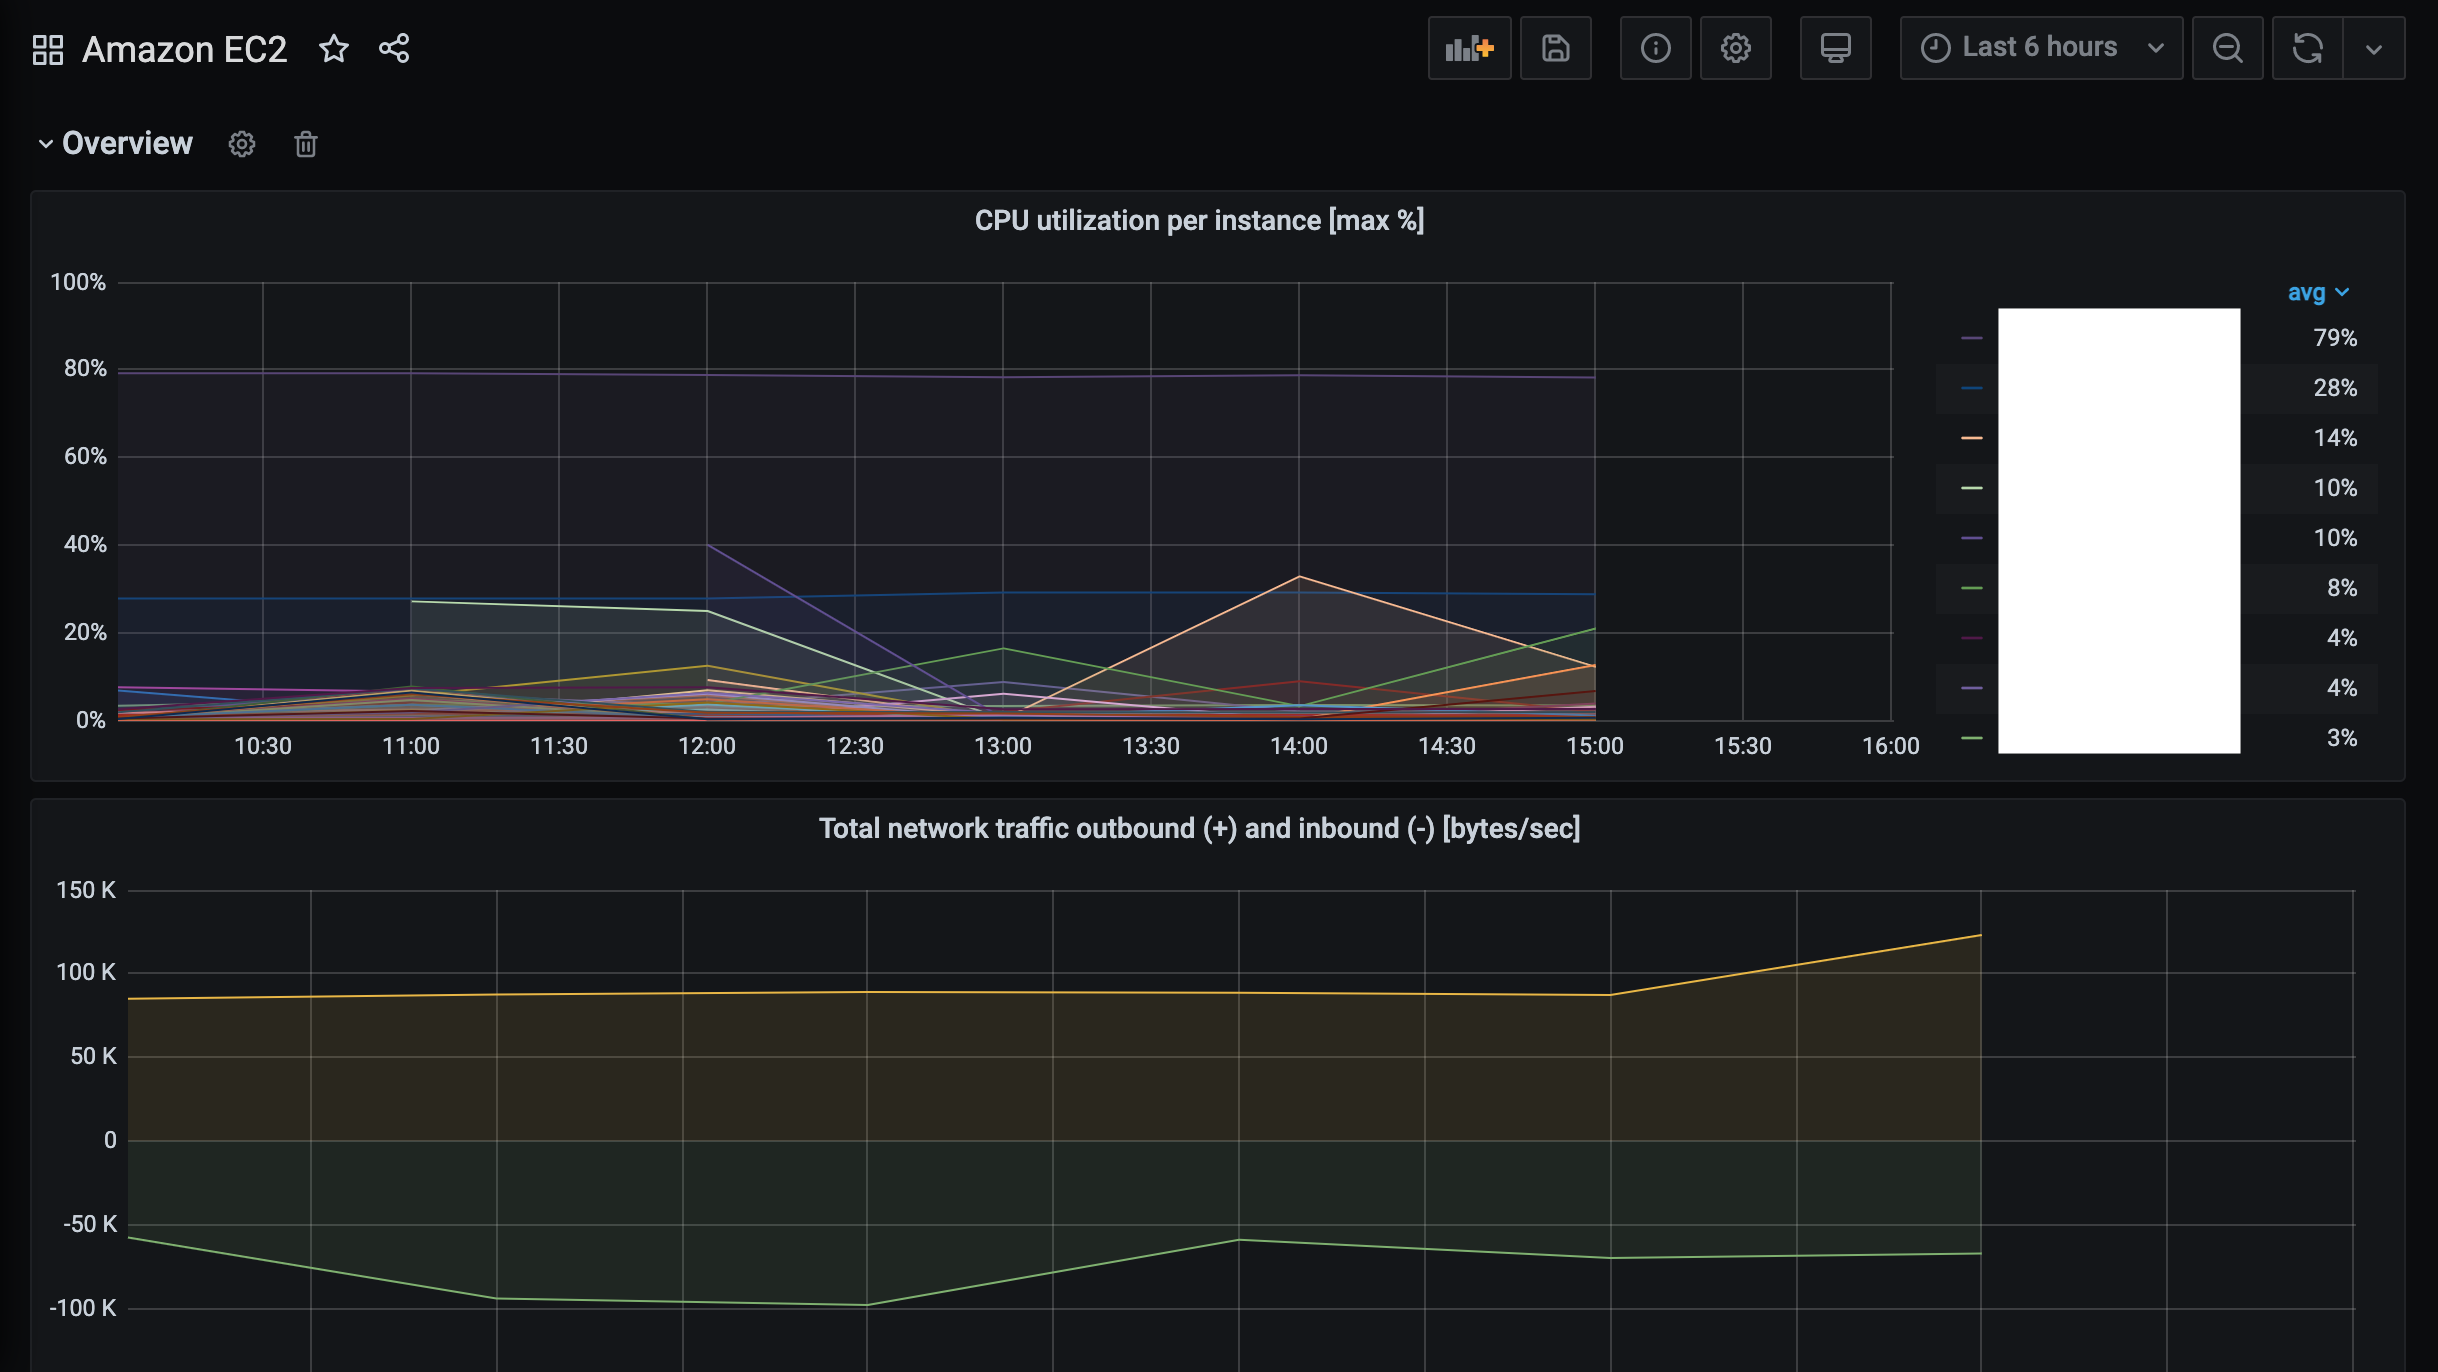 Amazon EC2
Last 6 hours
Overview
CPU utilization per instance [max %]
100%
80%
60%
40%
20%
0%
10:30 11:00 11:30 12:00 12:30 13:00 13:30 14:00 14:30 15:00 15:30 16:00
avg
79%
28%
14%
10%
10%
8%
4%
4%
3%
Total network traffic outbound (+) and inbound (-) [bytes/sec]
150 K
100 K
50 K
0
-50 K
-100 K